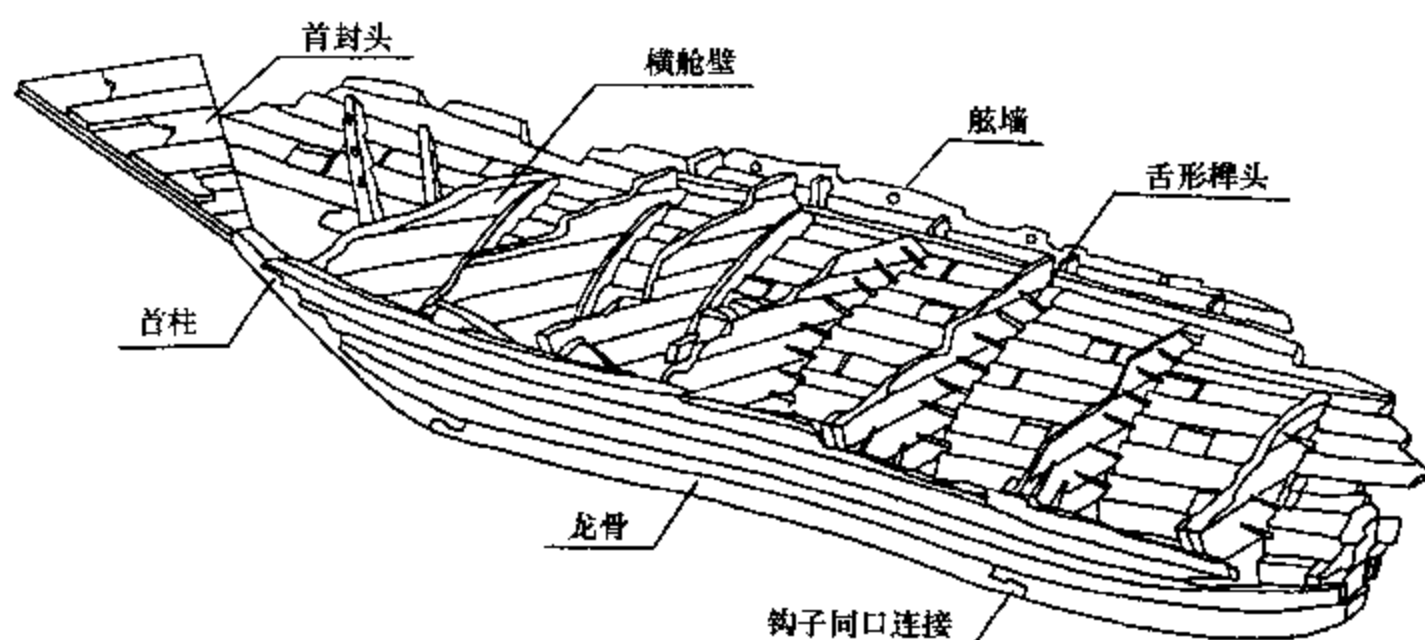 首封头
横舱壁
舷墙
舌形榫头
首柱
龙骨
钩子同口连接